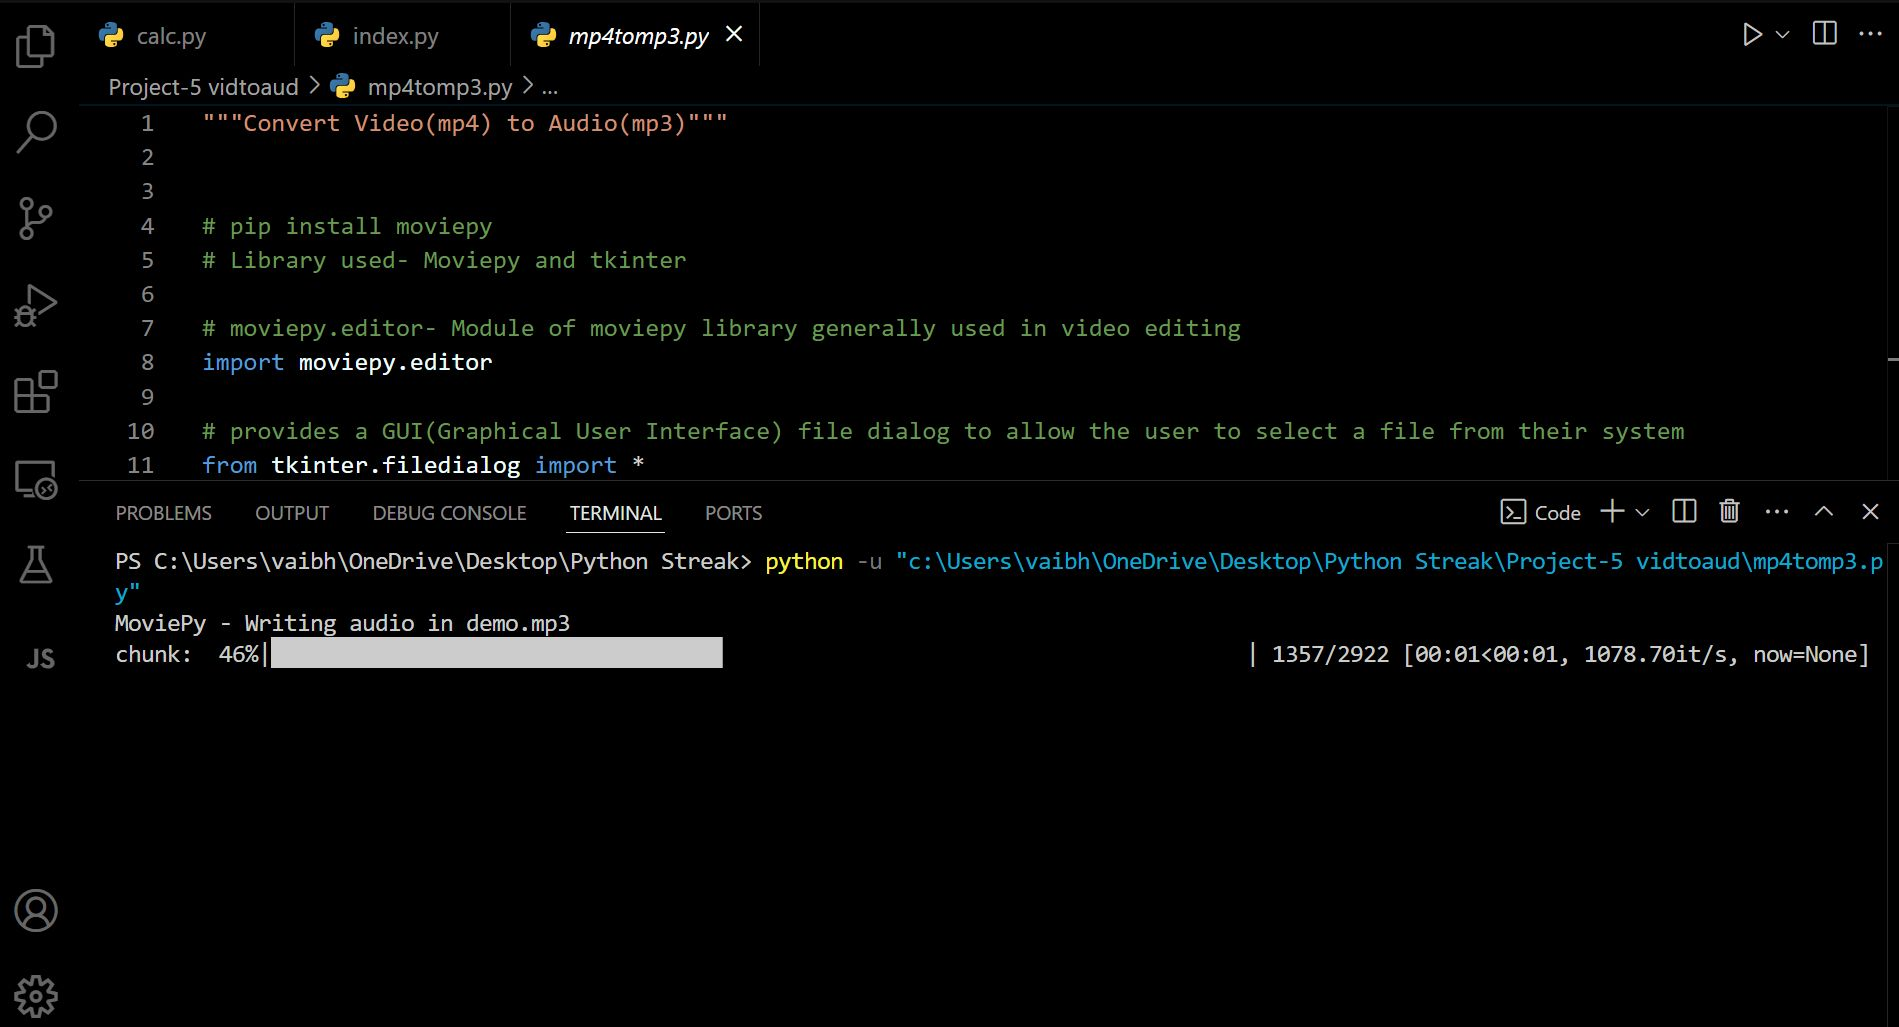 calc.py index.py mp4tomp3.py
Project-5 vidtoaud > mp4tomp3.py > ...
1 """Convert Video(mp4) to Audio(mp3)"""
2
3
4 # pip install moviepy
5 # Library used- Moviepy and tkinter
6
7 # moviepy.editor- Module of moviepy library generally used in video editing
8 import moviepy.editor
9
10 # provides a GUI(Graphical User Interface) file dialog to allow the user to select a file from their system
11 from tkinter.filedialog import *
PROBLEMS OUTPUT DEBUG CONSOLE TERMINAL PORTS Code
PS C:\Users\vaibh\OneDrive\Desktop\Python Streak> python -u "c:\Users\vaibh\OneDrive\Desktop\Python Streak\Project-5 vidtoaud\mp4tomp3.p
y"
MoviePy - Writing audio in demo.mp3
chunk:  46%| | 1357/2922 [00:01<00:01, 1078.70it/s, now=None]
JS